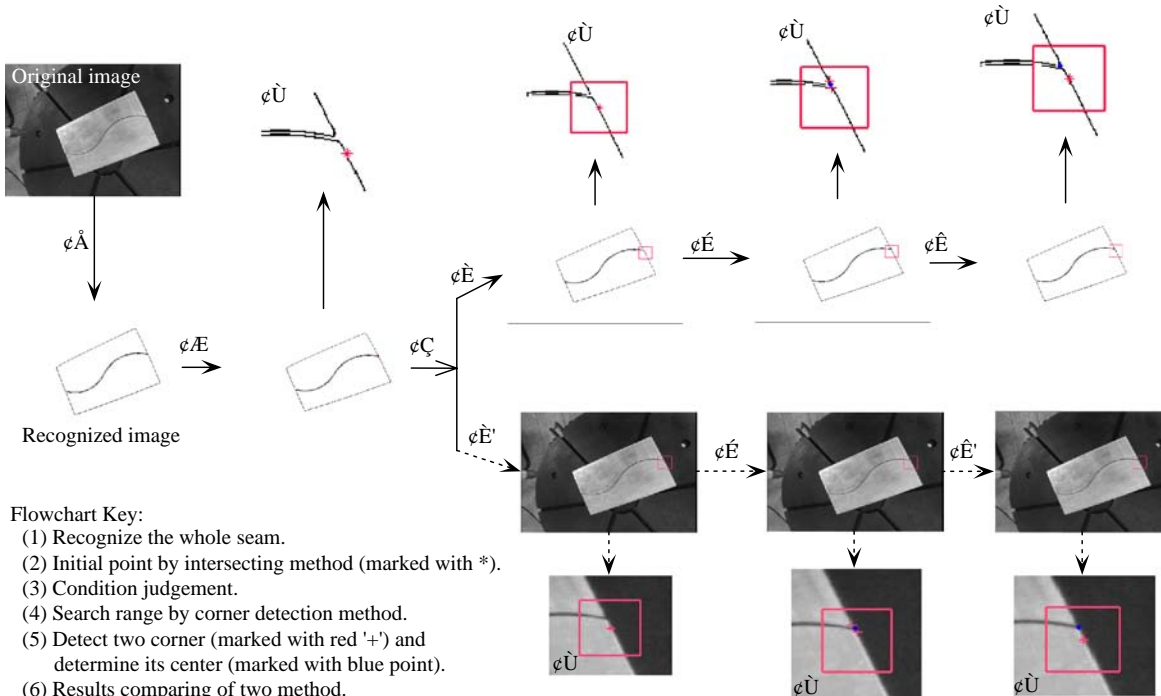 Original image
¢Ù
¢Ù
¢Ù
¢Ù
¢Å
¢È
¢É
¢Ê
¢Æ
¢Ç
Recognized image
¢È'
¢É
¢Ê'
¢Ù
¢Ù
¢Ù
Flowchart Key:
(1) Recognize the whole seam.
(2) Initial point by intersecting method (marked with *).
(3) Condition judgement.
(4) Search range by corner detection method.
(5) Detect two corner (marked with red '+') and
determine its center (marked with blue point).
(6) Results comparing of two method.